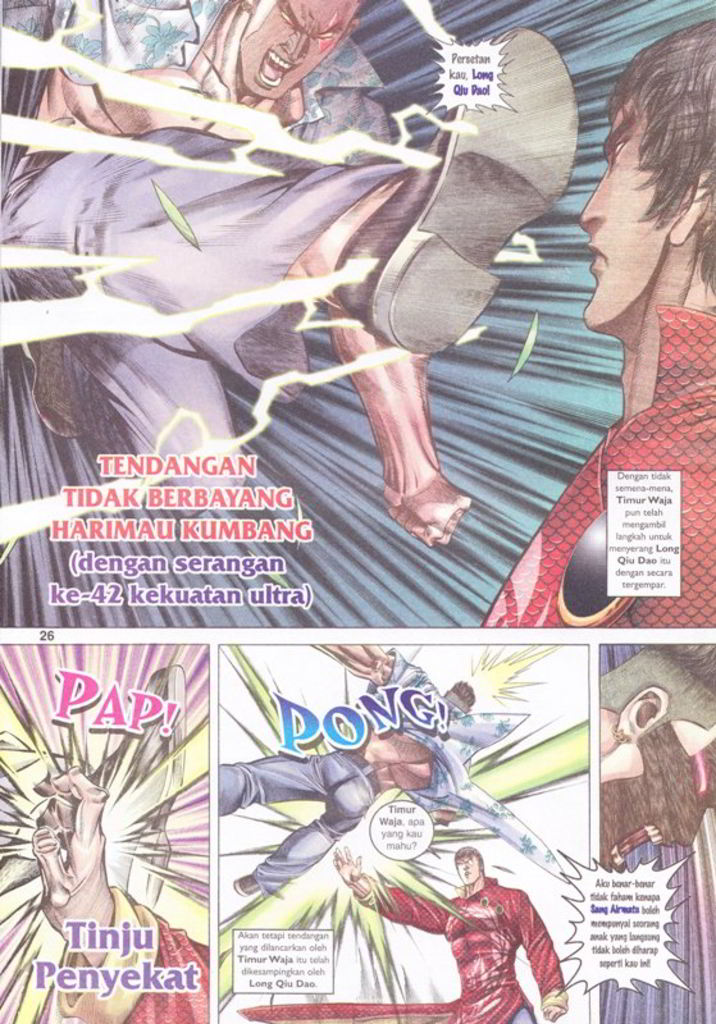 Persetan
kau, Long
Qiu Dao!
TENDANGAN
TIDAK BERBAYANG
HARIMAU KUMBANG
(dengan serangan
ke-42 kekuatan ultra)
Dengan tidak
semena-mena,
Timur Waja
pun telah
mengambil
langkah untuk
menyerang Long
Qiu Dao itu
dengan secara
tergempar.
26
PAP!
Tinju
Penyekat
PONG!
Timur
Waja, apa
yang kau
mahu?
Akan tetapi tendangan
yang dilancarkan oleh
Timur Waja itu telah
dikesampingkan oleh
Long Qiu Dao.
Aku benar-benar
tidak faham kenapa
Sang Airmata boleh
mempunyai seorang
anak yang langsung
tidak boleh diharap
seperti kau ini!